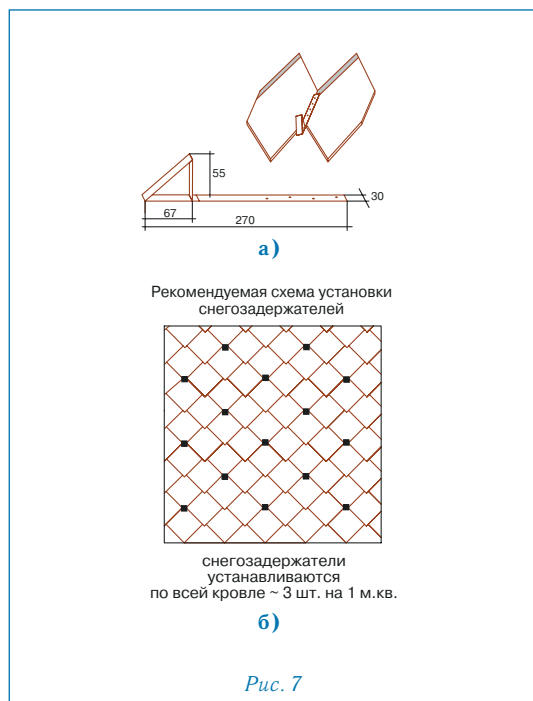 55
30
67
270
а)
Рекомендуемая схема установки
снегозадержателей
снегозадержатели
устанавливаются
по всей кровле ~ 3 шт. на 1 м.кв.
б)
Рис. 7